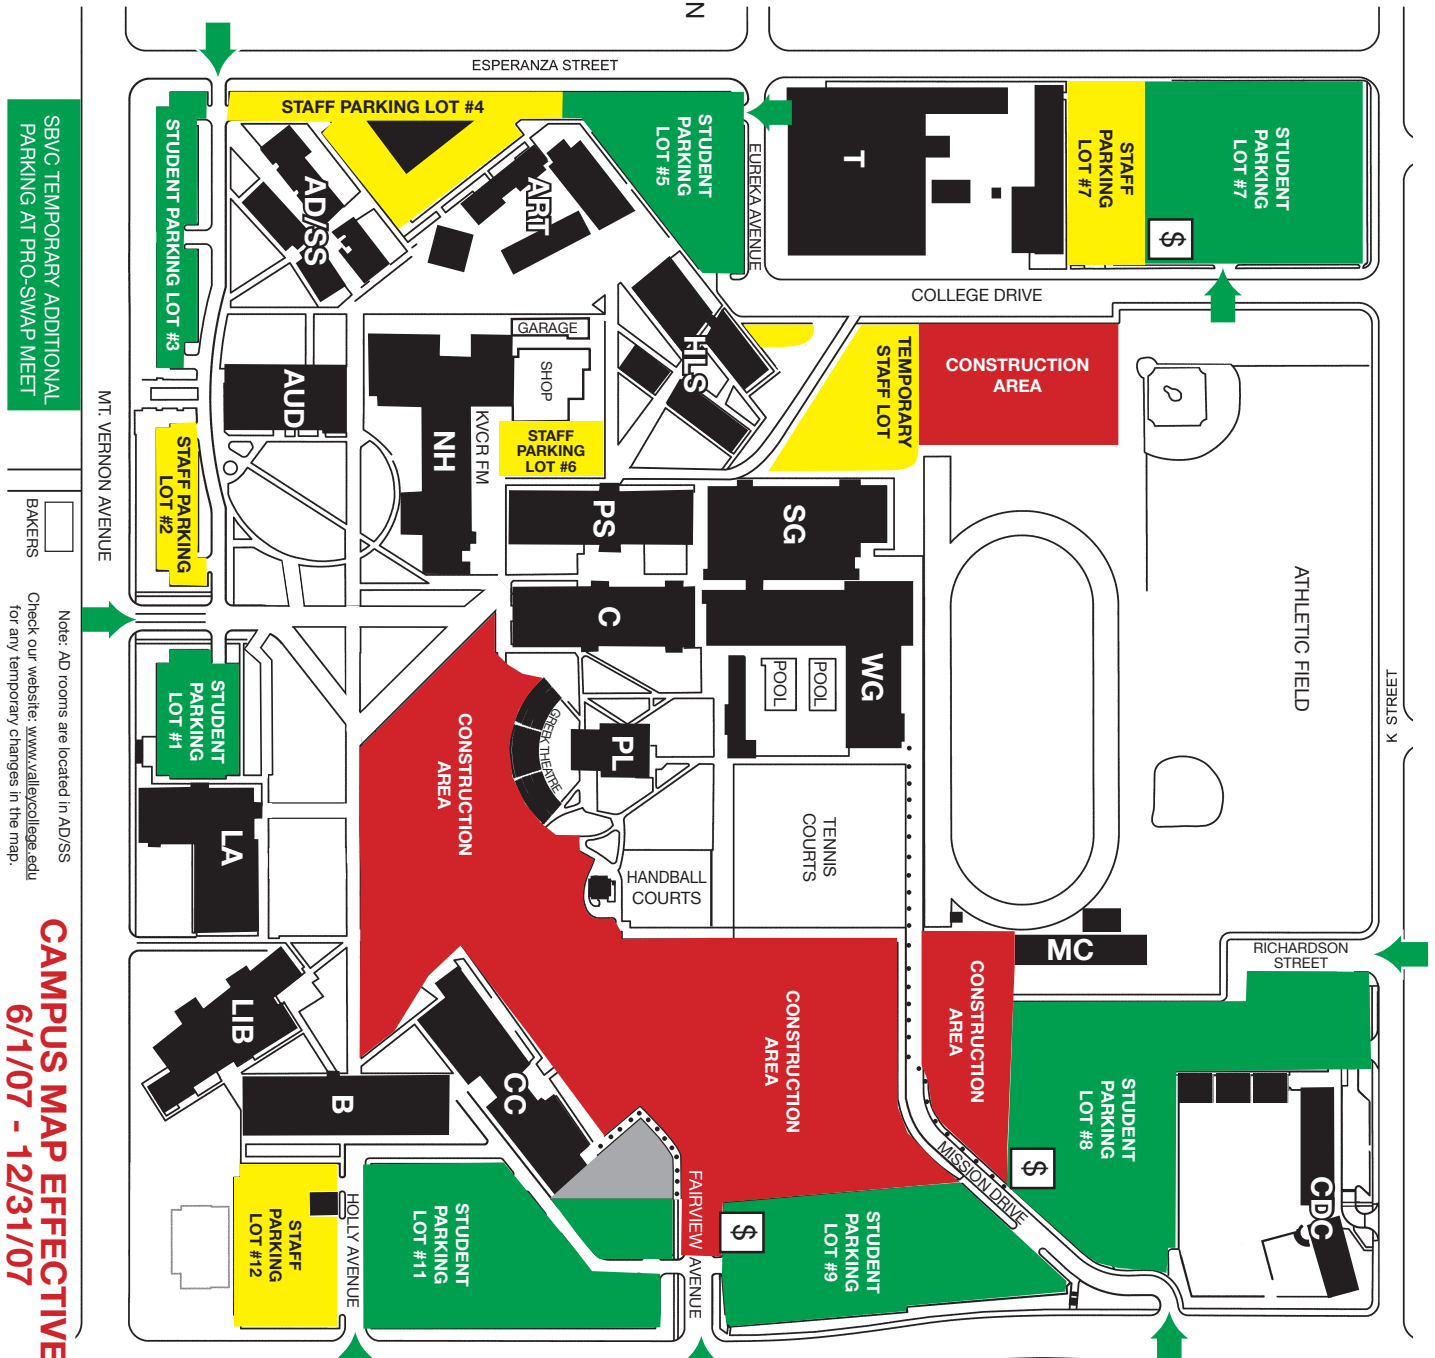 N
ESPERANZA STREET
STAFF PARKING LOT #4
STUDENT
PARKING
LOT #5
EUREKA AVENUE
T
STAFF
PARKING
LOT #7
STUDENT
PARKING
LOT #7
$
COLLEGE DRIVE
STUDENT PARKING LOT #3
AD/SS
ART
HLS
GARAGE
SHOP
KVCR FM
NH
AUD
STAFF
PARKING
LOT #6
TEMPORARY
STAFF LOT
CONSTRUCTION
AREA
SBVC TEMPORARY ADDITIONAL
PARKING AT PRO-SWAP MEET
MT. VERNON AVENUE
BAKERS
STAFF PARKING
LOT #2
PS
SG
C
WG
POOL
POOL
ATHLETIC FIELD
K STREET
Note: AD rooms are located in AD/SS
Check our website: www.valleycollege.edu
for any temporary changes in the map.
STUDENT
PARKING
LOT #1
LA
CONSTRUCTION
AREA
GREEK THEATRE
PL
HANDBALL
COURTS
TENNIS
COURTS
MC
RICHARDSON
STREET
LIB
B
CC
CONSTRUCTION
AREA
CONSTRUCTION
AREA
STUDENT
PARKING
LOT #8
$
MISSION DRIVE
CDC
STAFF
PARKING
LOT #12
HOLLY AVENUE
STUDENT
PARKING
LOT #11
FAIRVIEW AVENUE
$
STUDENT
PARKING
LOT #9
CAMPUS MAP EFFECTIVE
6/1/07 - 12/31/07